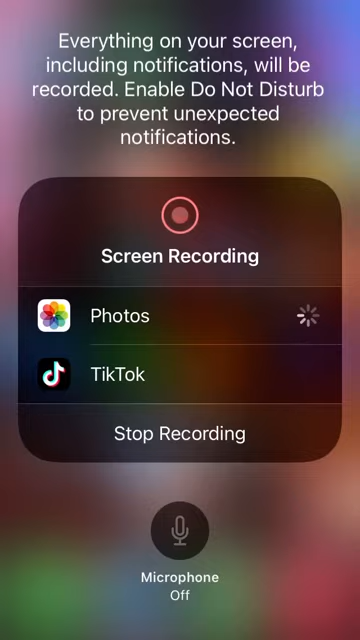 Everything on your screen,
including notifications, will be
recorded. Enable Do Not Disturb
to prevent unexpected
notifications.
Screen Recording
Photos
TikTok
Stop Recording
Microphone
Off